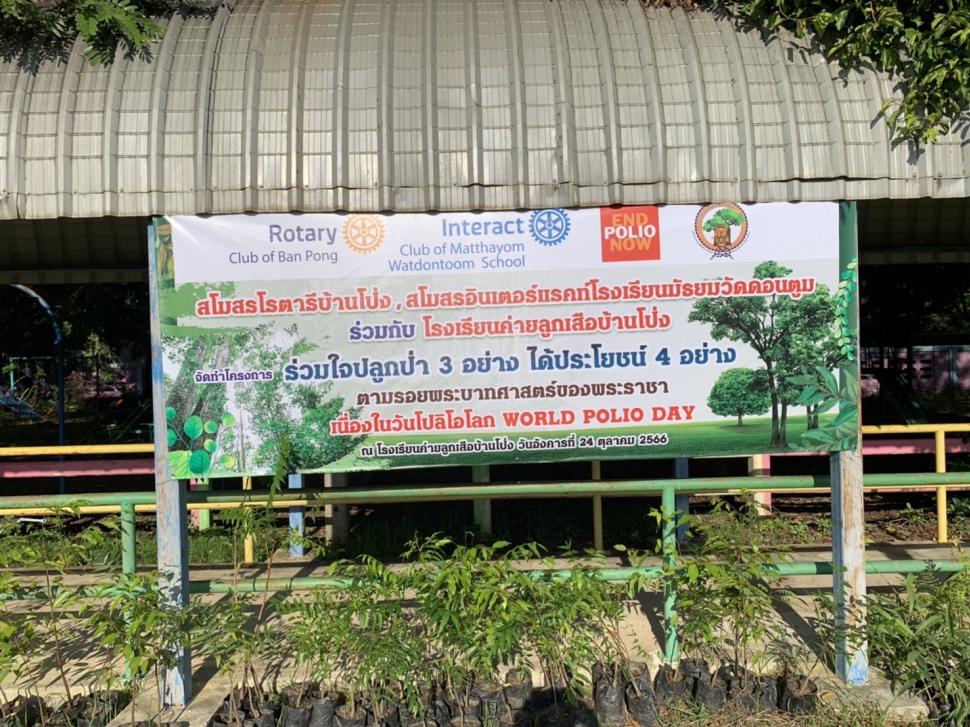 Rotary
Club of Ban Pong
Interact
Club of Matthayom
Watdontoom School
END
POLIO
NOW
สโมสรโรตารีบ้านโป่ง , สโมสรอินเตอร์แรคท์โรงเรียนมัธยมวัดดอนตูม
ร่วมกับ โรงเรียนค่ายลูกเสือบ้านโป่ง
จัดทำโครงการ ร่วมใจปลูกป่า 3 อย่าง ได้ประโยชน์ 4 อย่าง
ตามรอยพระบาทศาสตร์ของพระราชา
เนื่องในวันโปลิโอโลก WORLD POLIO DAY
ณ โรงเรียนค่ายลูกเสือบ้านโป่ง วันอังคารที่ 24 ตุลาคม 2566